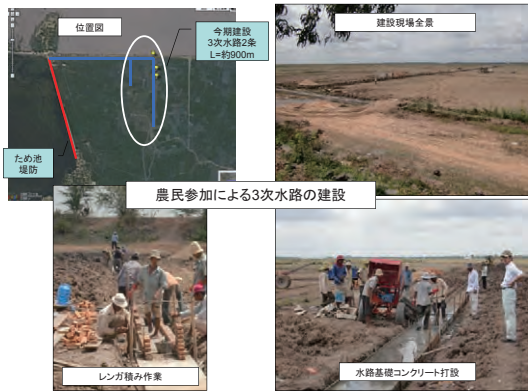 位置図
今期建設
3次水路2条
L=約900m
建設現場全景
ため池
堤防
農民参加による3次水路の建設
レンガ積み作業
水路基礎コンクリート打設